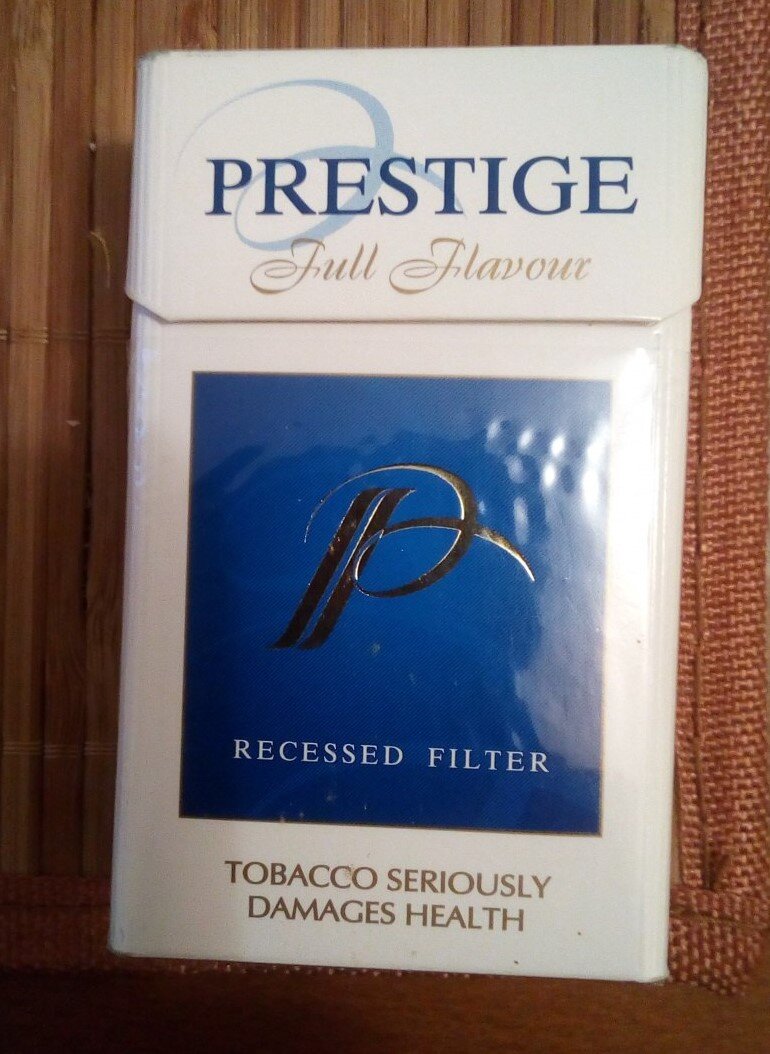 PRESTIGE
Full Flavour
P
RECESSED FILTER
TOBACCO SERIOUSLY
DAMAGES HEALTH